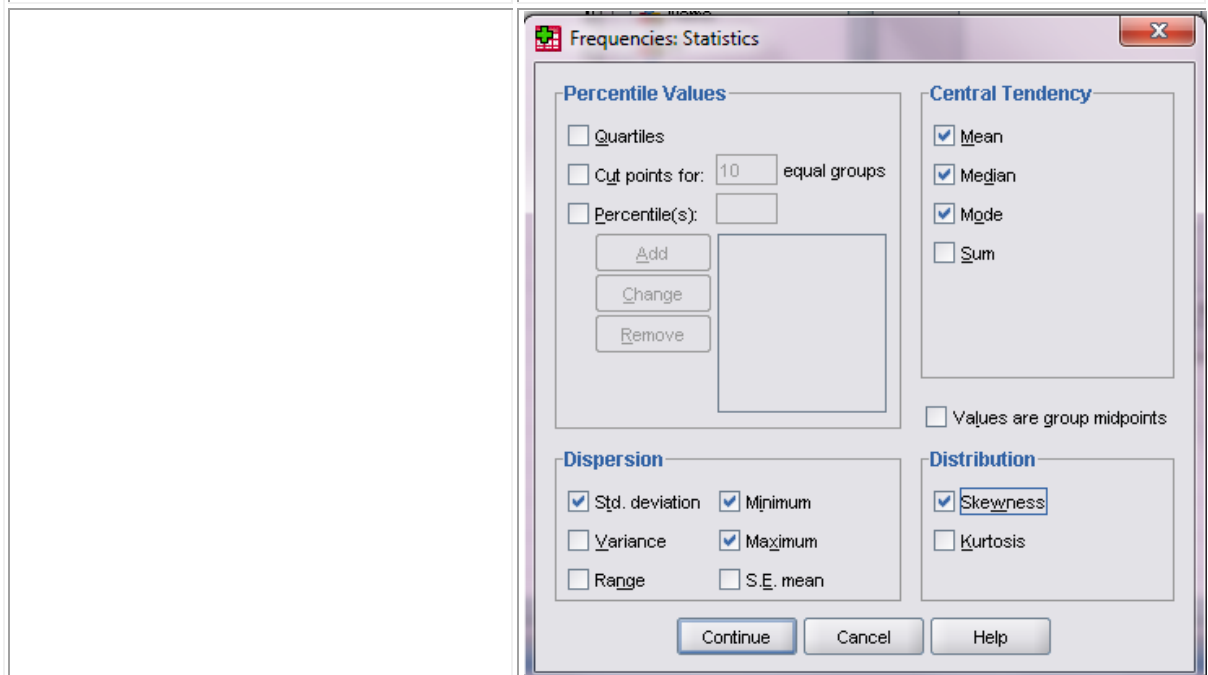 Frequencies: Statistics
Percentile Values
Quartiles
Cut points for: 10 equal groups
Percentile(s):
Add
Change
Remove
Central Tendency
Mean
Median
Mode
Sum
Values are group midpoints
Dispersion
Std. deviation Minimum
Variance Maximum
Range S.E. mean
Distribution
Skewness
Kurtosis
Continue Cancel Help